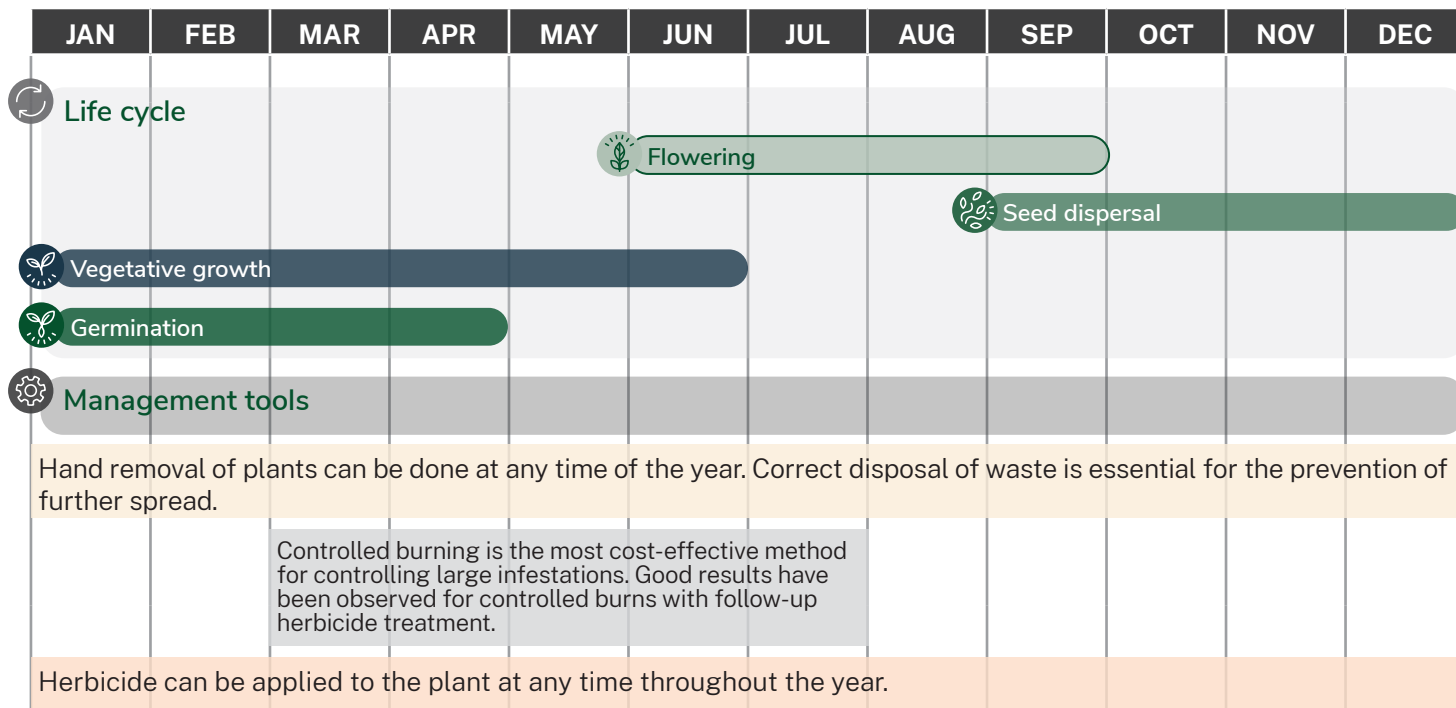 JAN FEB MAR APR MAY JUN JUL AUG SEP OCT NOV DEC
Life cycle
Flowering
Seed dispersal
Vegetative growth
Germination
Management tools
Hand removal of plants can be done at any time of the year. Correct disposal of waste is essential for the prevention of
further spread.
Controlled burning is the most cost-effective method
for controlling large infestations. Good results have
been observed for controlled burns with follow-up
herbicide treatment.
Herbicide can be applied to the plant at any time throughout the year.